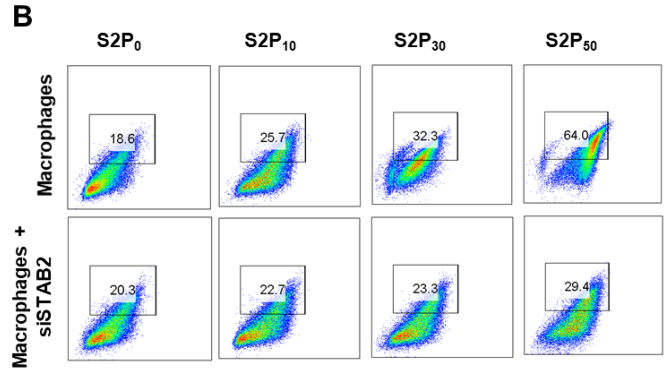 B
S2P0 S2P10 S2P30 S2P50
Macrophages
18.6 25.7 32.3 64.0
Macrophages +
siSTAB2
20.3 22.7 23.3 29.4